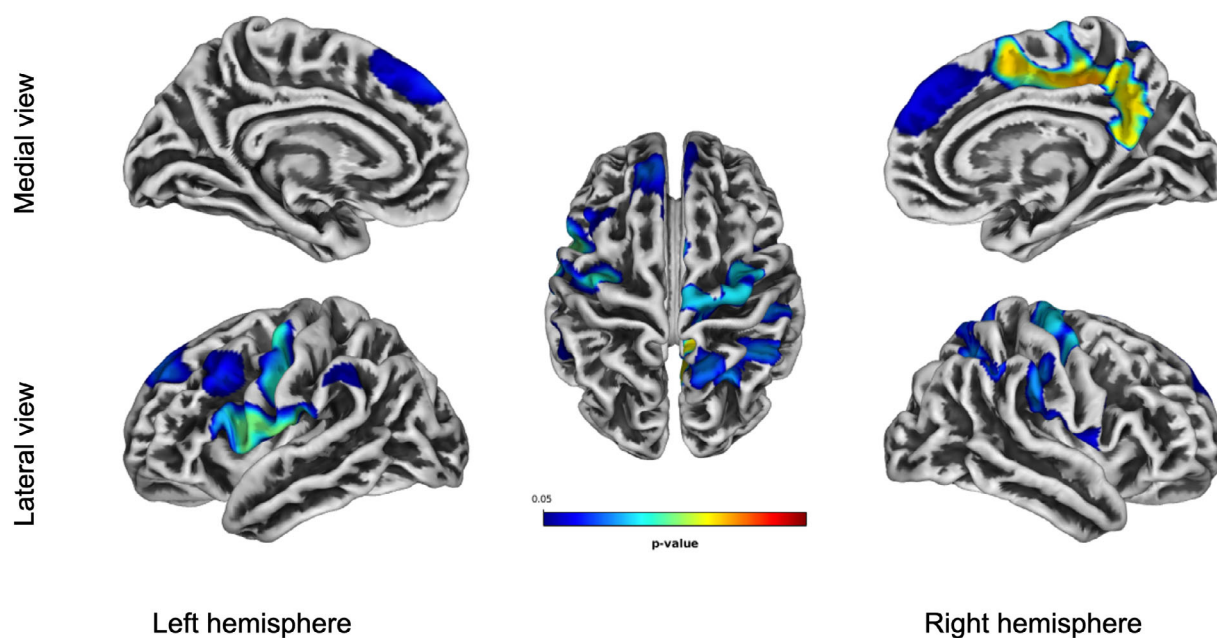 Medial view
Lateral view
0.05
p-value
Left hemisphere
Right hemisphere